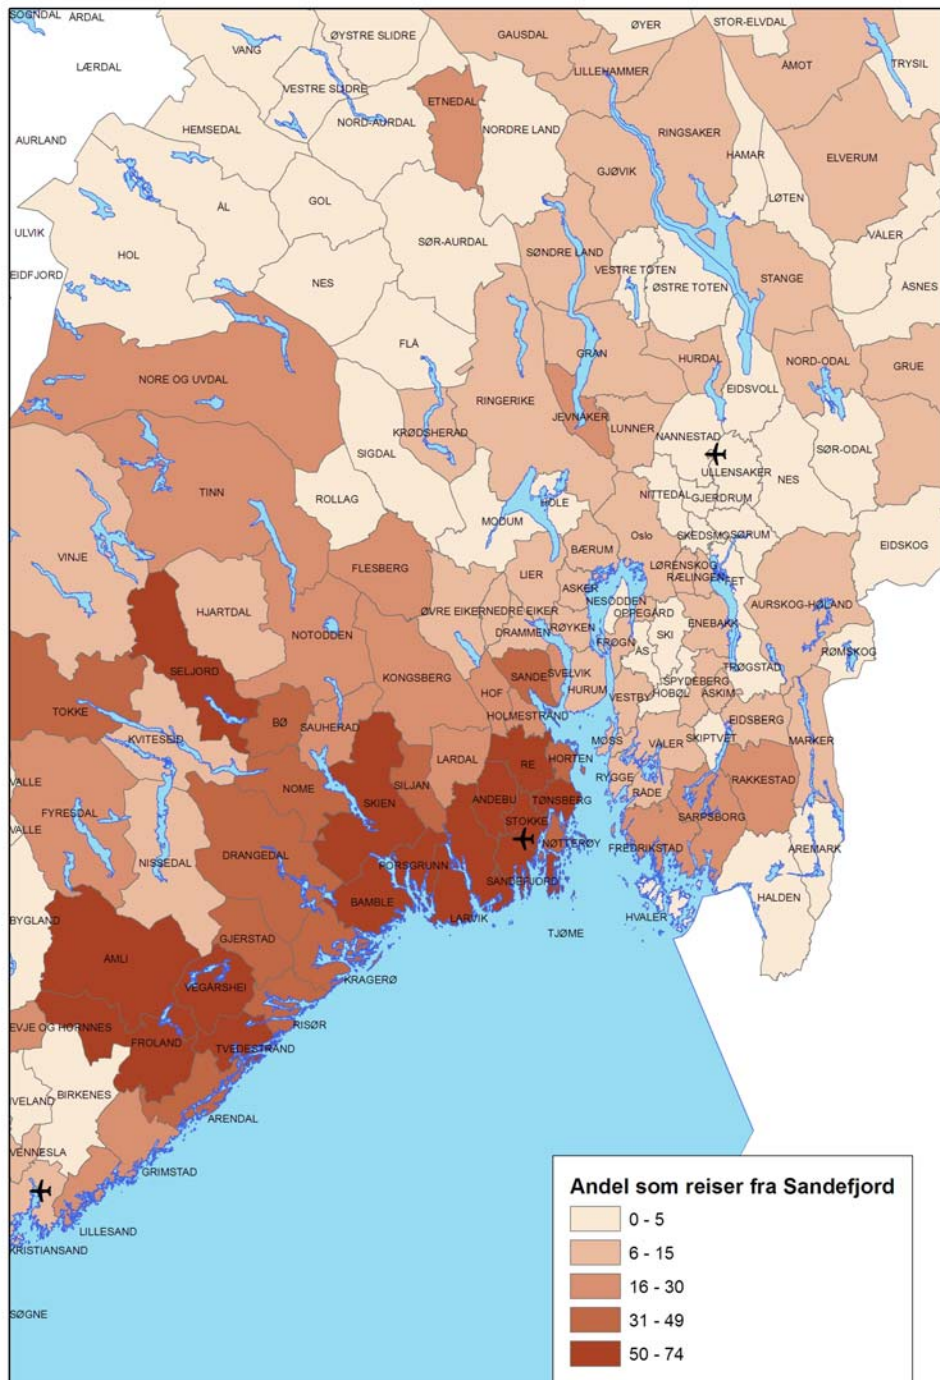 SOGNDAL
ÅRDAL
ØYSTRE SLIDRE
ØYER
STOR-ELVDAL
GAUSDAL
VANG
LÆRDAL
ÅMOT
TRYSIL
LILLEHAMMER
VESTRE SLIDRE
ETNEDAL
NORD-AURDAL
HEMSEDAL
NORDRE LAND
RINGSAKER
AURLAND
HAMAR
ELVERUM
GJØVIK
LØTEN
GOL
ÅL
ULVIK
VÅLER
SØR-AURDAL
HOL
SØNDRE LAND
EIDFJORD
VESTRE TOTEN
STANGE
NES
ØSTRE TOTEN
ÅSNES
FLÅ
GRAN
HURDAL
NORD-ODAL
GRUE
NORE OG UVDAL
EIDSVOLL
RINGERIKE
JEVNAKER
KRØDSHERAD
LUNNER
NANNESTAD
SIGDAL
SØR-ODAL
ULLENSAKER
NES
TINN
ROLLAG
NITTEDAL
GJERDRUM
HOLE
MODUM
Oslo
SKEDSMO
SØRUM
EIDSKOG
BÆRUM
VINJE
FLESBERG
LØRENSKOG
LIER
RÆLINGEN
FET
ASKER
HJARTDAL
NESODDEN
AURSKOG-HØLAND
ØVRE EIKER
NEDRE EIKER
OPPEGÅRD
RØYKEN
ENEBAKK
DRAMMEN
NOTODDEN
SKI
FROGN
ÅS
RØMSKOG
SELJORD
TRØGSTAD
KONGSBERG
SANDE
SVELVIK
SPYDEBERG
HURUM
HOF
VESTBY
HOBØL
ASKIM
TOKKE
BØ
HOLMESTRAND
SAUHERAD
EIDSBERG
KVITESEID
SKIPTVET
MOSS
VÅLER
MARKER
VALLE
LARDAL
RE
HORTEN
RYGGE
RAKKESTAD
NOME
SILJAN
RÅDE
ANDEBU
TØNSBERG
SKIEN
FYRESDAL
STOKKE
SARPSBORG
VALLE
NØTTERØY
FREDRIKSTAD
AREMARK
DRANGEDAL
NISSEDAL
PORSGRUNN
SANDEFJORD
HALDEN
BAMBLE
HVALER
BYGLAND
LARVIK
TJØME
GJERSTAD
ÅMLI
KRAGERØ
VEGÅRSHEI
EVJE OG HORNNES
RISØR
FROLAND
TVEDESTRAND
IVELAND
BIRKENES
ARENDAL
VENNESLA
GRIMSTAD
LILLESAND
KRISTIANSAND
SØGNE
Andel som reiser fra Sandefjord
0 - 5
6 - 15
16 - 30
31 - 49
50 - 74